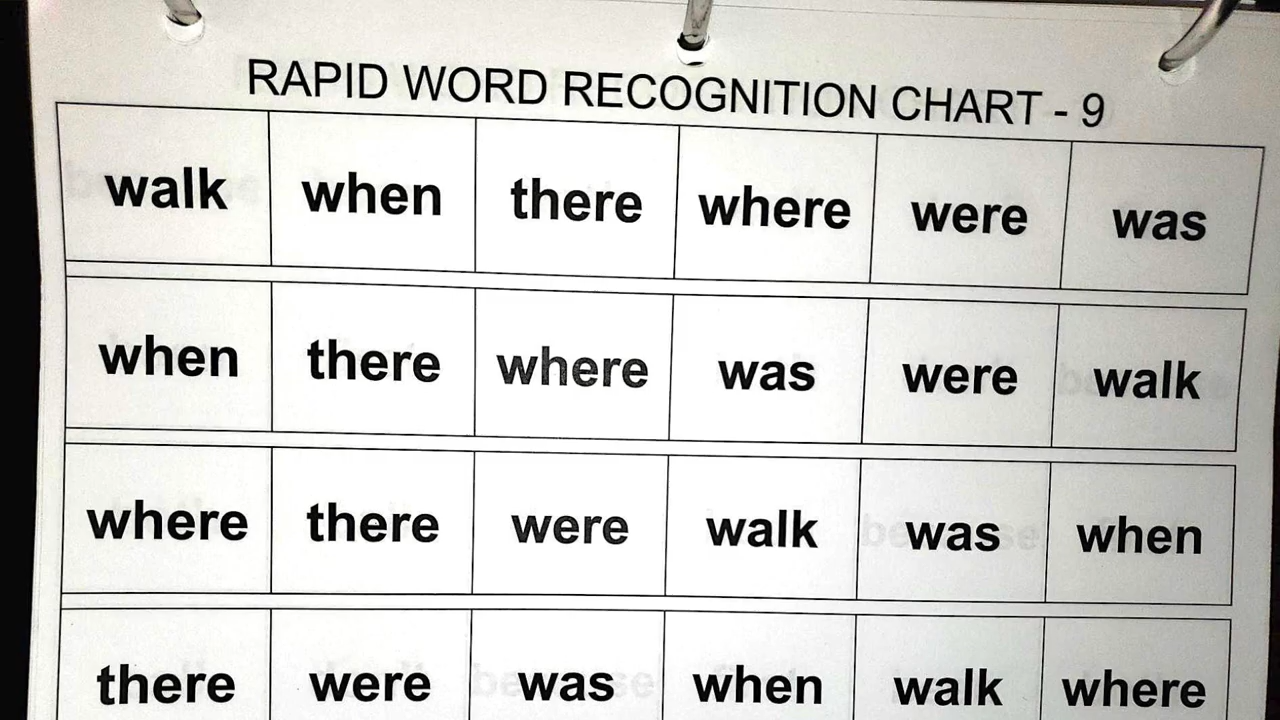 RAPID WORD RECOGNITION CHART - 9
walk when there where were was
when there where was were walk
where there were walk was when
there were was when walk where